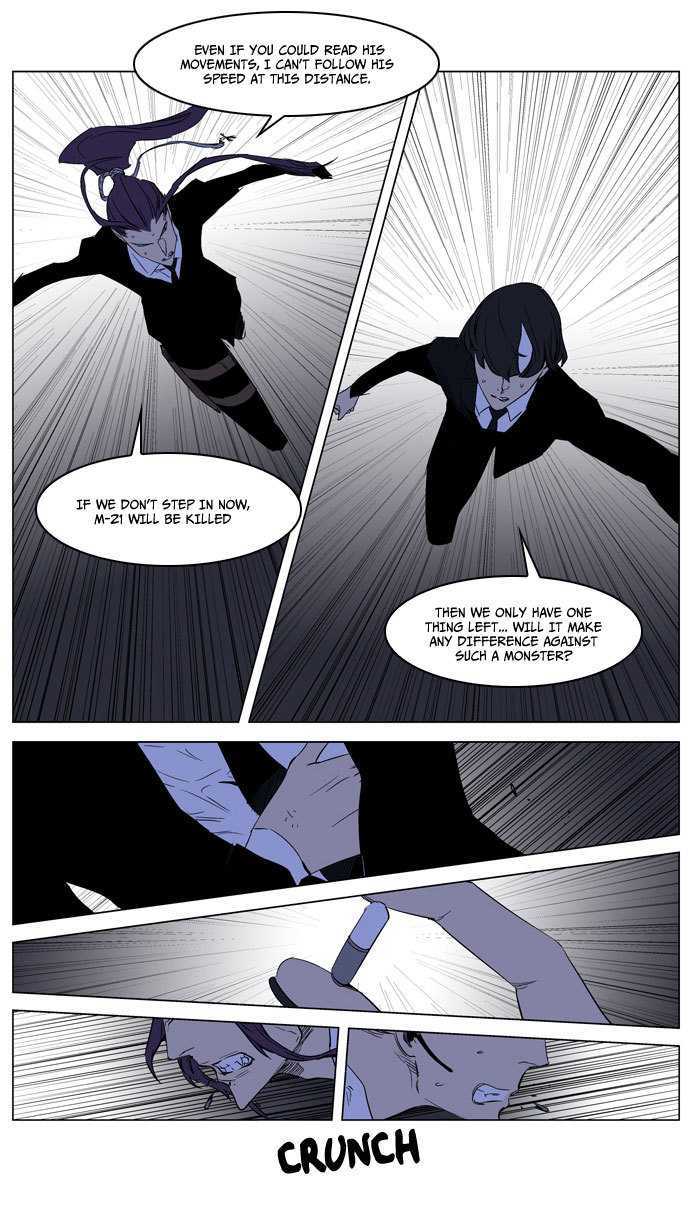 EVEN IF YOU COULD READ HIS
MOVEMENTS, I CAN'T FOLLOW HIS
SPEED AT THIS DISTANCE.
IF WE DON'T STEP IN NOW,
M-21 WILL BE KILLED
THEN WE ONLY HAVE ONE
THING LEFT... WILL IT MAKE
ANY DIFFERENCE AGAINST
SUCH A MONSTER?
CRUNCH